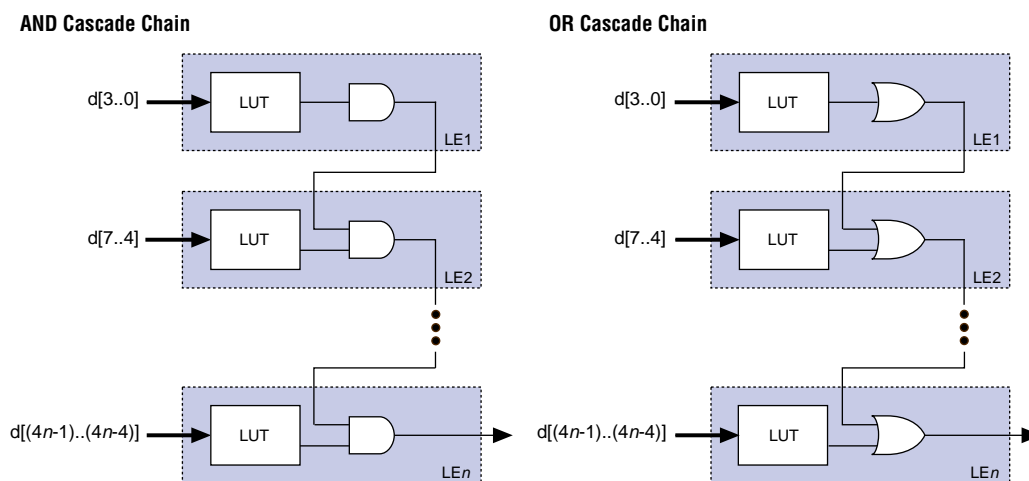 AND Cascade Chain
OR Cascade Chain
d[3..0]
LUT
LE1
d[3..0]
LUT
LE1
d[7..4]
LUT
LE2
d[7..4]
LUT
LE2
d[(4n-1)..(4n-4)]
LUT
LEn
d[(4n-1)..(4n-4)]
LUT
LEn